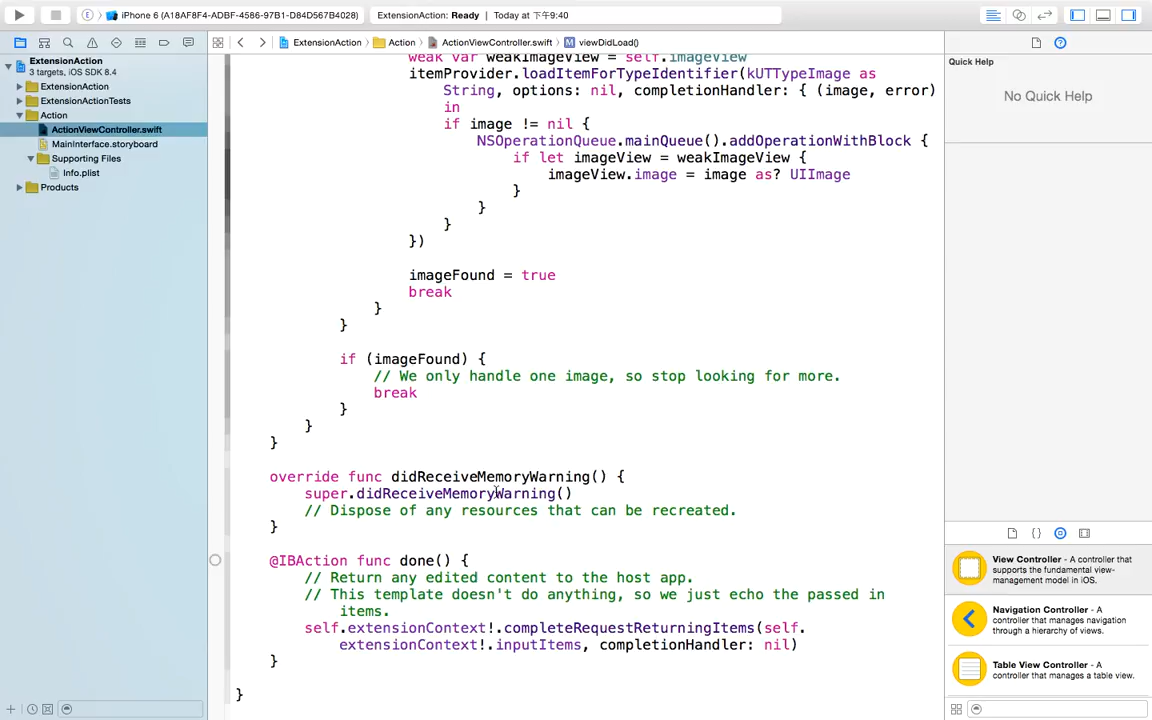 iPhone 6 (A18AF8F4-ADBF-4586-97B1-D84D567B1028)
ExtensionAction: Ready | Today at 下午9:40
ExtensionAction
3 targets, iOS SDK 8.4
ExtensionAction
ExtensionActionTests
Action
ActionViewController.swift
MainInterface.storyboard
Supporting Files
Info.plist
Products
ExtensionAction > Action > ActionViewController.swift > M viewDidLoad()
weak var weakImageView = self.imageView
itemProvider.loadItemForTypeIdentifier(kUTTypeImage as
String, options: nil, completionHandler: { (image, error)
in
if image != nil {
NSOperationQueue.mainQueue().addOperationWithBlock {
if let imageView = weakImageView {
imageView.image = image as? UIImage
}
}
}
})
imageFound = true
break
}
}
if (imageFound) {
// We only handle one image, so stop looking for more.
break
}
}
}
override func didReceiveMemoryWarning() {
super.didReceiveMemoryWarning()
// Dispose of any resources that can be recreated.
}
@IBAction func done() {
// Return any edited content to the host app.
// This template doesn't do anything, so we just echo the passed in
items.
self.extensionContext!.completeRequestReturningItems(self.
extensionContext!.inputItems, completionHandler: nil)
}
}
Quick Help
No Quick Help
View Controller - A controller that
supports the fundamental view-
management model in iOS.
Navigation Controller - A
controller that manages navigation
through a hierarchy of views.
Table View Controller - A
controller that manages a table view.